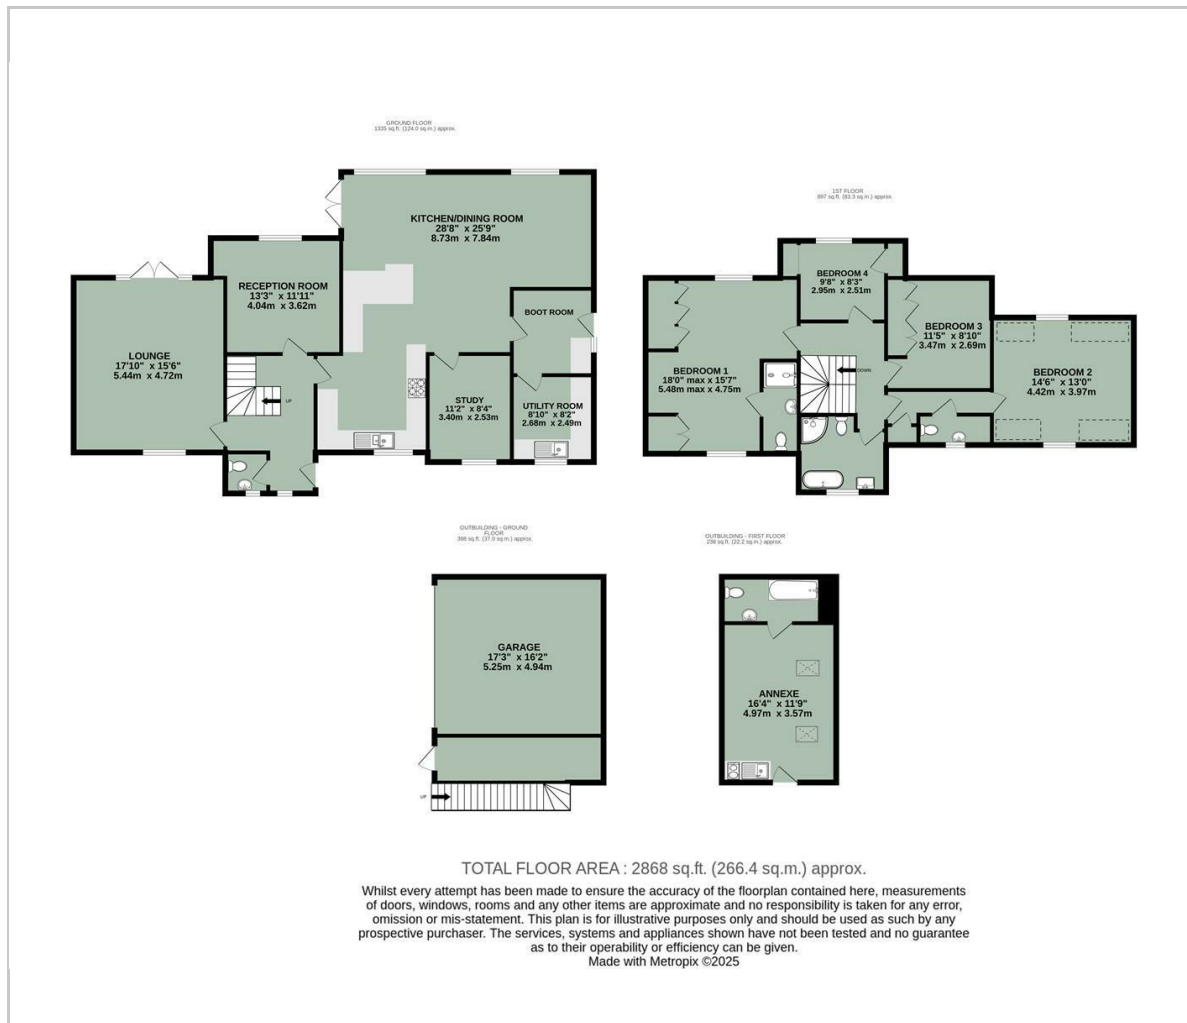 GROUND FLOOR
1335 sq.ft. (124.0 sq.m.) approx.
KITCHEN/DINING ROOM
28'8" x 25'9"
8.73m x 7.84m
RECEPTION ROOM
13'3" x 11'11"
4.04m x 3.62m
BOOT ROOM
LOUNGE
17'10" x 15'6"
5.44m x 4.72m
UP
STUDY
11'2" x 8'4"
3.40m x 2.53m
UTILITY ROOM
8'10" x 8'2"
2.68m x 2.49m
1ST FLOOR
897 sq.ft. (83.3 sq.m.) approx.
BEDROOM 4
9'8" x 8'3"
2.95m x 2.51m
BEDROOM 3
11'5" x 8'10"
3.47m x 2.69m
BEDROOM 1
18'0" max x 15'7"
5.48m max x 4.75m
DOWN
BEDROOM 2
14'6" x 13'0"
4.42m x 3.97m
OUTBUILDING - GROUND
FLOOR
398 sq.ft. (37.0 sq.m.) approx.
GARAGE
17'3" x 16'2"
5.25m x 4.94m
UP
OUTBUILDING - FIRST FLOOR
238 sq.ft. (22.2 sq.m.) approx.
ANNEXE
16'4" x 11'9"
4.97m x 3.57m
TOTAL FLOOR AREA : 2868 sq.ft. (266.4 sq.m.) approx.
Whilst every attempt has been made to ensure the accuracy of the floorplan contained here, measurements
of doors, windows, rooms and any other items are approximate and no responsibility is taken for any error,
omission or mis-statement. This plan is for illustrative purposes only and should be used as such by any
prospective purchaser. The services, systems and appliances shown have not been tested and no guarantee
as to their operability or efficiency can be given.
Made with Metropix ©2025